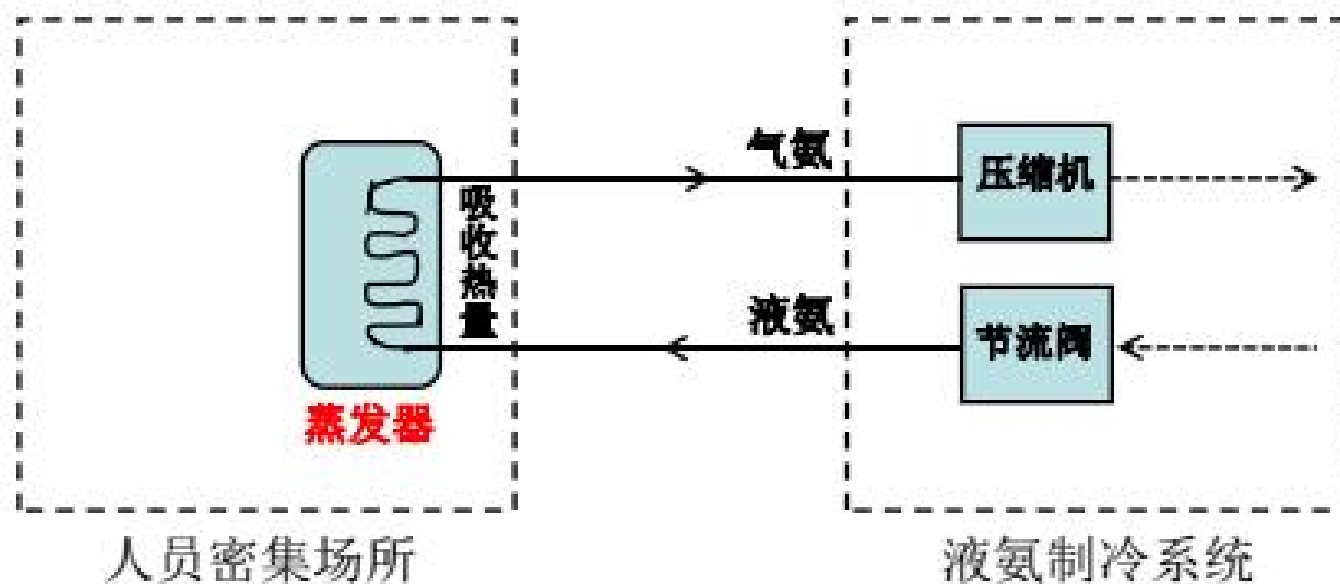 气氨
压缩机
吸收热量
液氨
节流阀
蒸发器
人员密集场所
液氨制冷系统